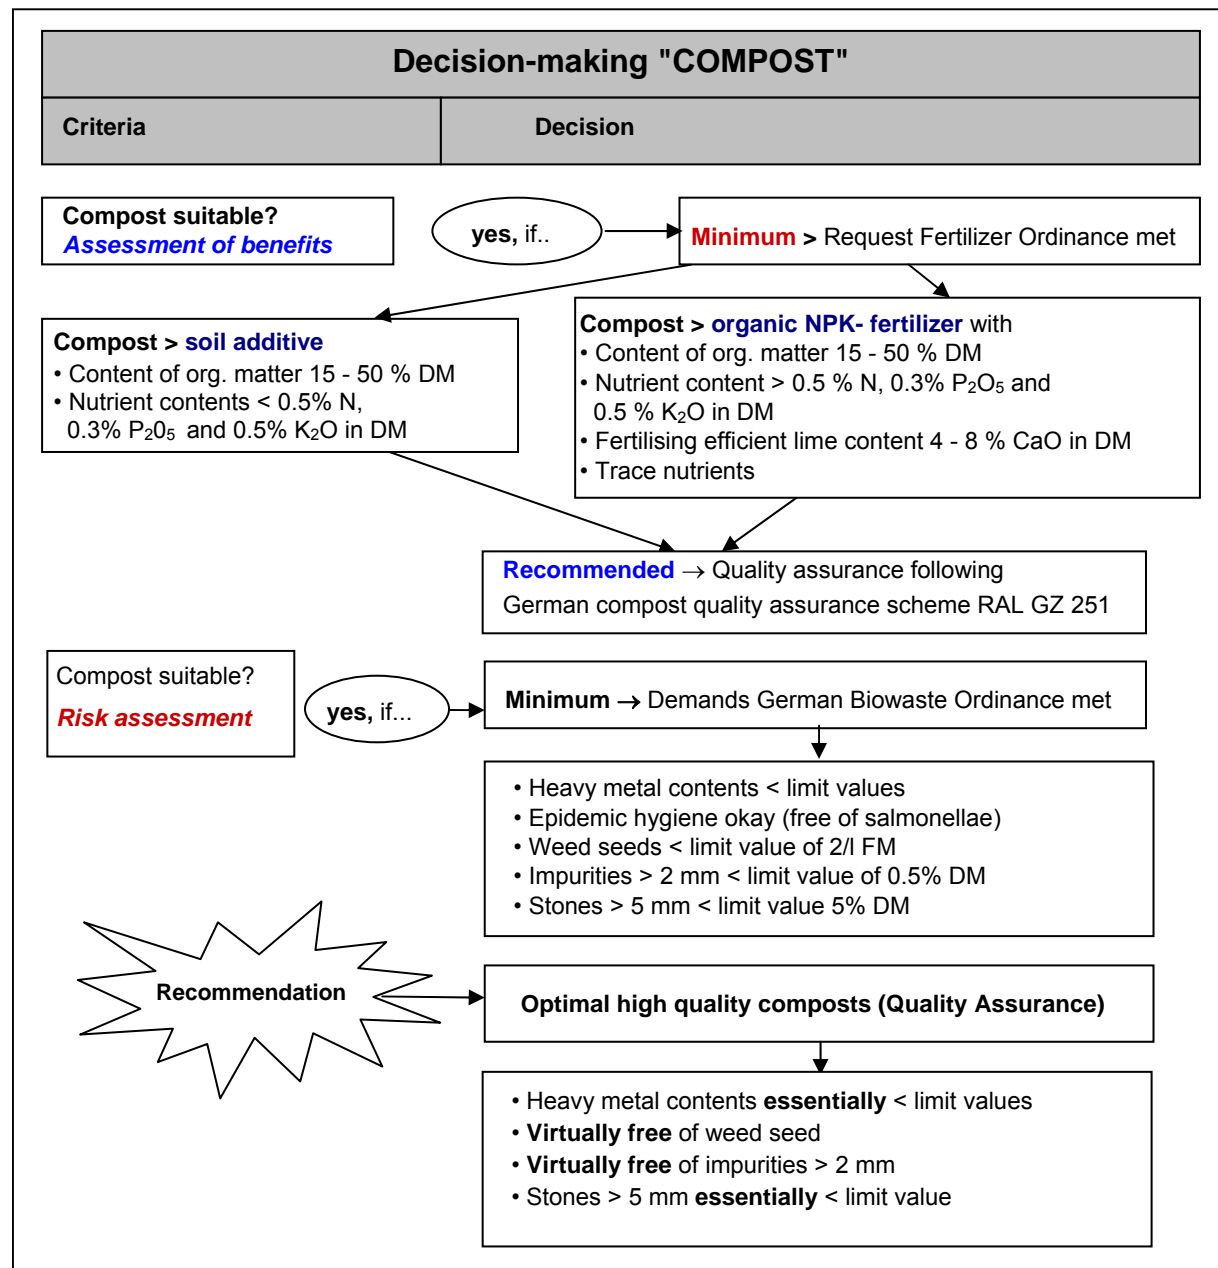 Decision-making "COMPOST"
Criteria
Decision
Compost suitable?
Assessment of benefits
yes, if..
Minimum > Request Fertilizer Ordinance met
Compost > soil additive
• Content of org. matter 15 - 50 % DM
• Nutrient contents < 0.5% N,
0.3% P₂0₅ and 0.5% K₂O in DM
Compost > organic NPK- fertilizer with
• Content of org. matter 15 - 50 % DM
• Nutrient content > 0.5 % N, 0.3% P₂O₅ and
0.5 % K₂O in DM
• Fertilising efficient lime content 4 - 8 % CaO in DM
• Trace nutrients
Recommended → Quality assurance following
German compost quality assurance scheme RAL GZ 251
Compost suitable?
Risk assessment
yes, if...
Minimum → Demands German Biowaste Ordinance met
• Heavy metal contents < limit values
• Epidemic hygiene okay (free of salmonellae)
• Weed seeds < limit value of 2/l FM
• Impurities > 2 mm < limit value of 0.5% DM
• Stones > 5 mm < limit value 5% DM
Recommendation
Optimal high quality composts (Quality Assurance)
• Heavy metal contents essentially < limit values
• Virtually free of weed seed
• Virtually free of impurities > 2 mm
• Stones > 5 mm essentially < limit value